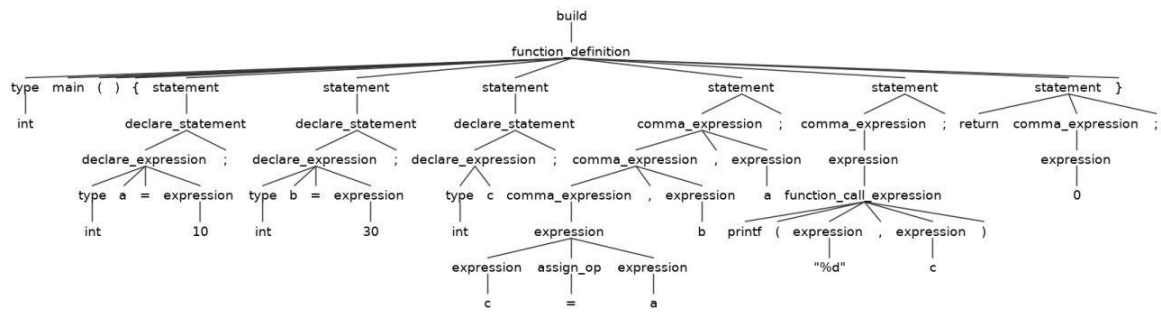 build
function_definition
type main ( ) { statement statement statement statement statement statement }
int declare_statement declare_statement declare_statement comma_expression ; comma_expression ; return comma_expression ;
declare_expression ; declare_expression ; declare_expression ; comma_expression , expression expression expression
type a = expression type b = expression type c comma_expression , expression a function_call_expression 0
int 10 int 30 int expression b printf ( expression , expression )
expression assign_op expression "%d" c
c = a